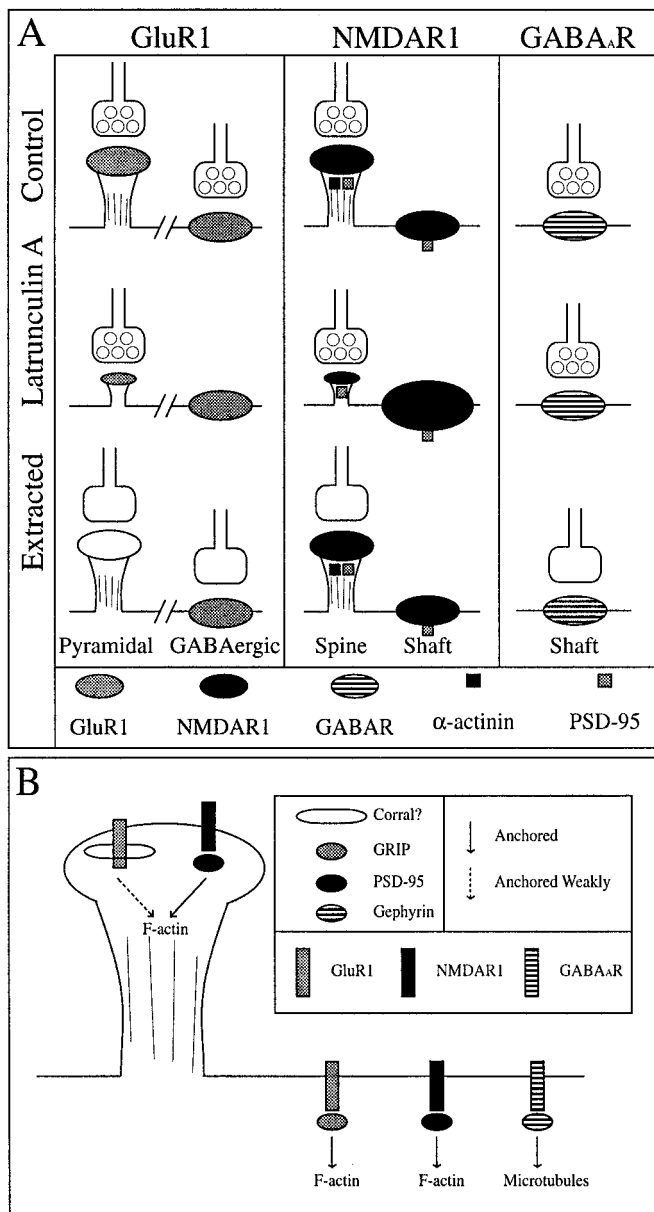 A
GluR1
NMDAR1
GABAAR
Control
Latrunculin A
Extracted
Pyramidal
GABAergic
Spine
Shaft
Shaft
GluR1
NMDAR1
GABAR
α-actinin
PSD-95
B
Corral?
GRIP
PSD-95
Gephyrin
Anchored
Anchored Weakly
GluR1
NMDAR1
GABAAR
F-actin
F-actin
F-actin
Microtubules